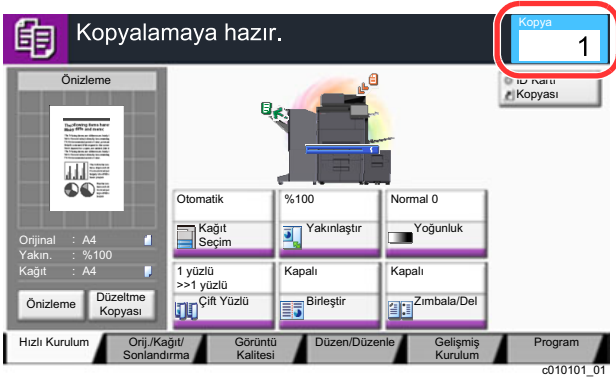 Kopyalamaya hazır.
Kopya
1
ID Kartı
Kopyası
Önizleme
Orijinal : A4
Yakın. : %100
Kağıt : A4
Önizleme
Düzeltme
Kopyası
Otomatik
Kağıt
Seçim
%100
Yakınlaştır
Normal 0
Yoğunluk
1 yüzlü
>>1 yüzlü
Çift Yüzlü
Kapalı
Birleştir
Kapalı
Zımbala/Del
Hızlı Kurulum
Orij./Kağıt/
Sonlandırma
Görüntü
Kalitesi
Düzen/Düzenle
Gelişmiş
Kurulum
Program
c010101_01